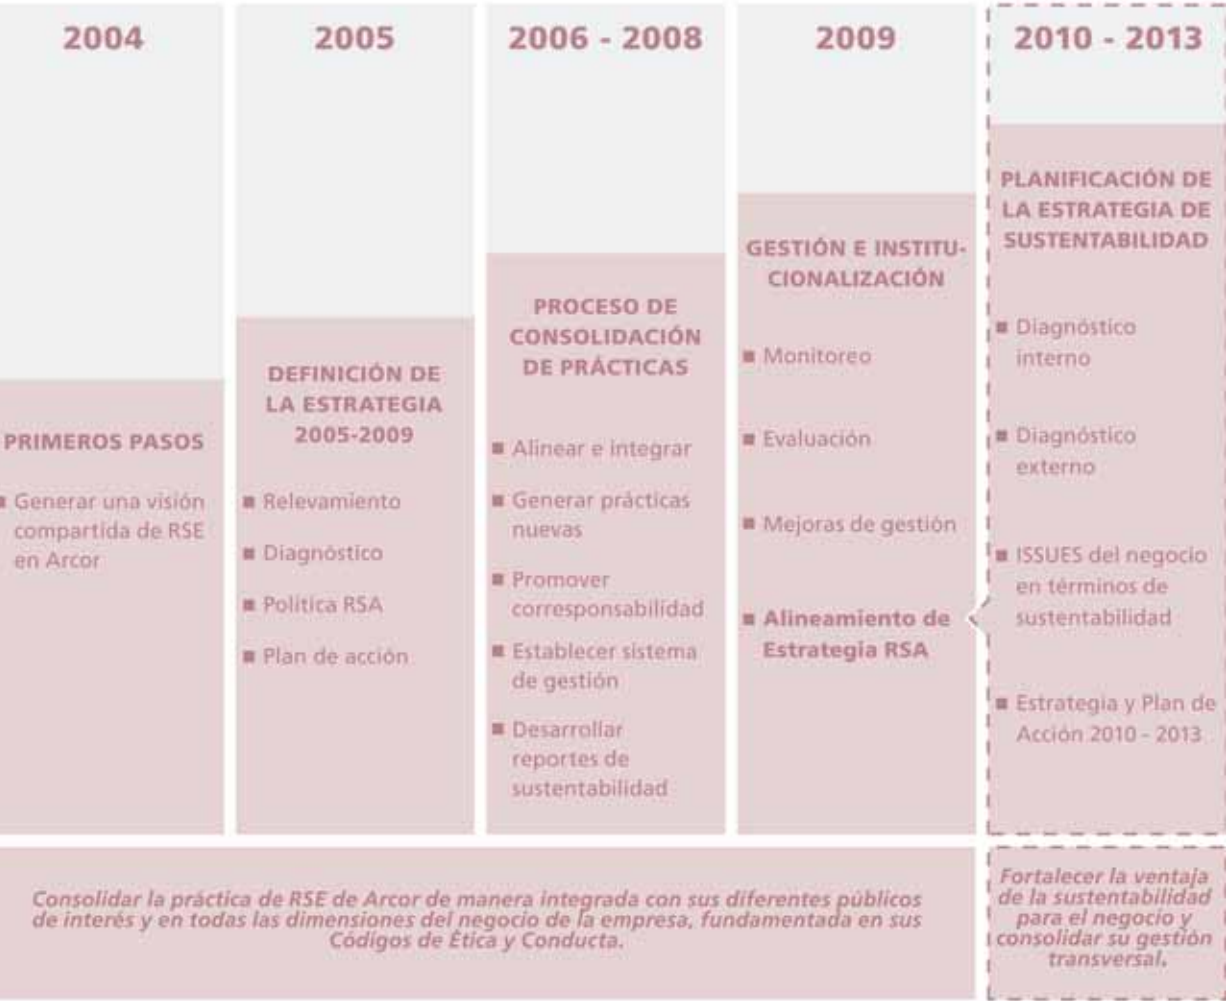 2004
PRIMEROS PASOS
Generar una visión
compartida de RSE
en Arcor
2005
DEFINICIÓN DE
LA ESTRATEGIA
2005-2009
Relevamiento
Diagnóstico
Política RSA
Plan de acción
2006 - 2008
PROCESO DE
CONSOLIDACIÓN
DE PRÁCTICAS
Alinear e integrar
Generar prácticas
nuevas
Promover
corresponsabilidad
Establecer sistema
de gestión
Desarrollar
reportes de
sustentabilidad
2009
GESTIÓN E INSTITU-
CIONALIZACIÓN
Monitoreo
Evaluación
Mejoras de gestión
Alineamiento de
Estrategia RSA
2010 - 2013
PLANIFICACIÓN DE
LA ESTRATEGIA DE
SUSTENTABILIDAD
Diagnóstico
interno
Diagnóstico
externo
ISSUES del negocio
en términos de
sustentabilidad
Estrategia y Plan de
Acción 2010 - 2013
Consolidar la práctica de RSE de Arcor de manera integrada con sus diferentes públicos
de interés y en todas las dimensiones del negocio de la empresa, fundamentada en sus
Códigos de Ética y Conducta.
Fortalecer la ventaja
de la sustentabilidad
para el negocio y
consolidar su gestión
transversal.